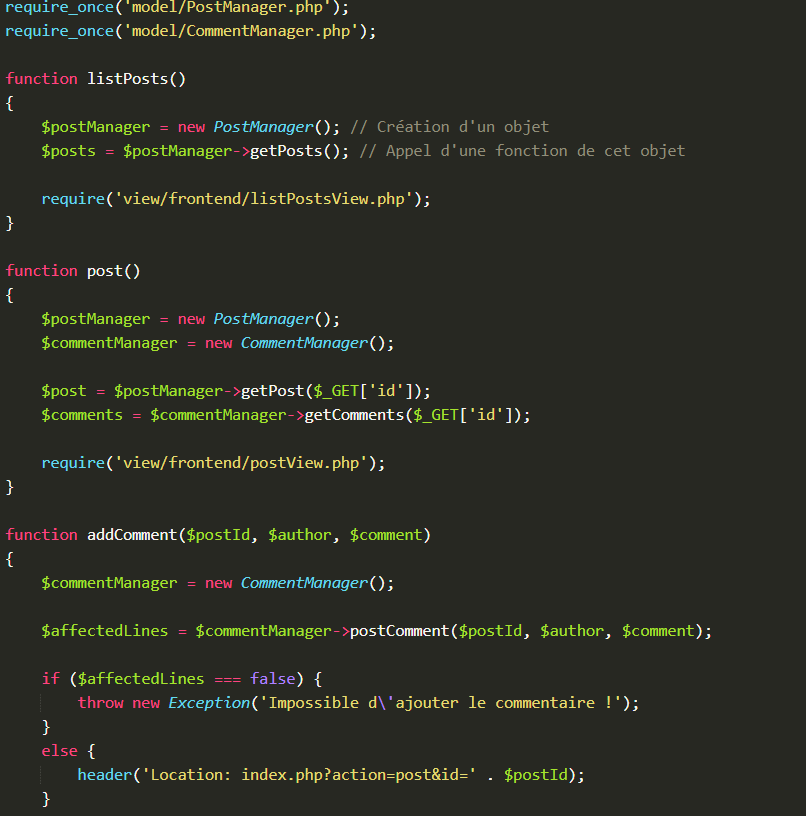 require_once('model/PostManager.php');
require_once('model/CommentManager.php');
function listPosts()
{
$postManager = new PostManager(); // Création d'un objet
$posts = $postManager->getPosts(); // Appel d'une fonction de cet objet
require('view/frontend/listPostsView.php');
}
function post()
{
$postManager = new PostManager();
$commentManager = new CommentManager();
$post = $postManager->getPost($_GET['id']);
$comments = $commentManager->getComments($_GET['id']);
require('view/frontend/postView.php');
}
function addComment($postId, $author, $comment)
{
$commentManager = new CommentManager();
$affectedLines = $commentManager->postComment($postId, $author, $comment);
if ($affectedLines === false) {
throw new Exception('Impossible d\'ajouter le commentaire !');
}
else {
header('Location: index.php?action=post&id=' . $postId);
}